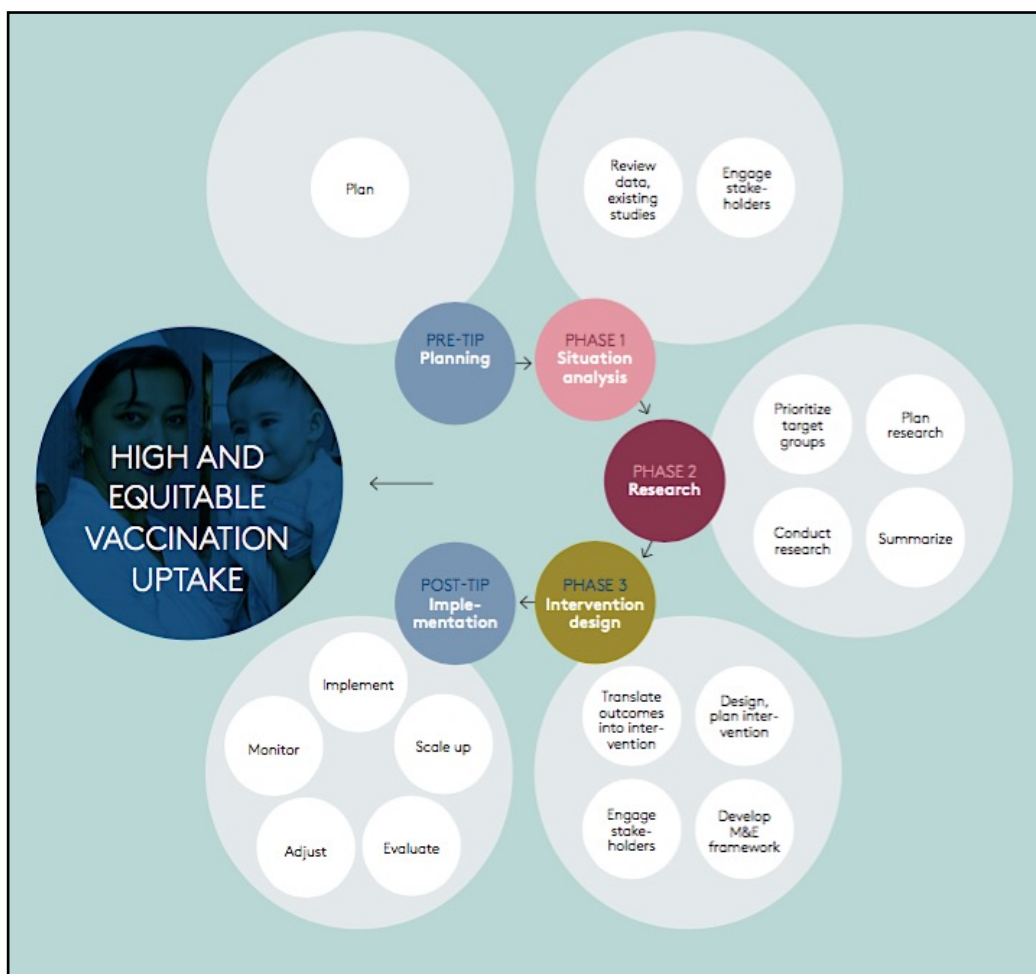 Plan
Review
data,
existing
studies
Engage
stake-
holders
PRE-TIP
Planning
PHASE 1
Situation
analysis
Prioritize
target
groups
Plan
research
PHASE 2
Research
Conduct
research
Summarize
HIGH AND
EQUITABLE
VACCINATION
UPTAKE
POST-TIP
Imple-
mentation
PHASE 3
Intervention
design
Implement
Monitor
Scale up
Adjust
Evaluate
Translate
outcomes
into inter-
vention
Design,
plan inter-
vention
Engage
stake-
holders
Develop
M&E
framework